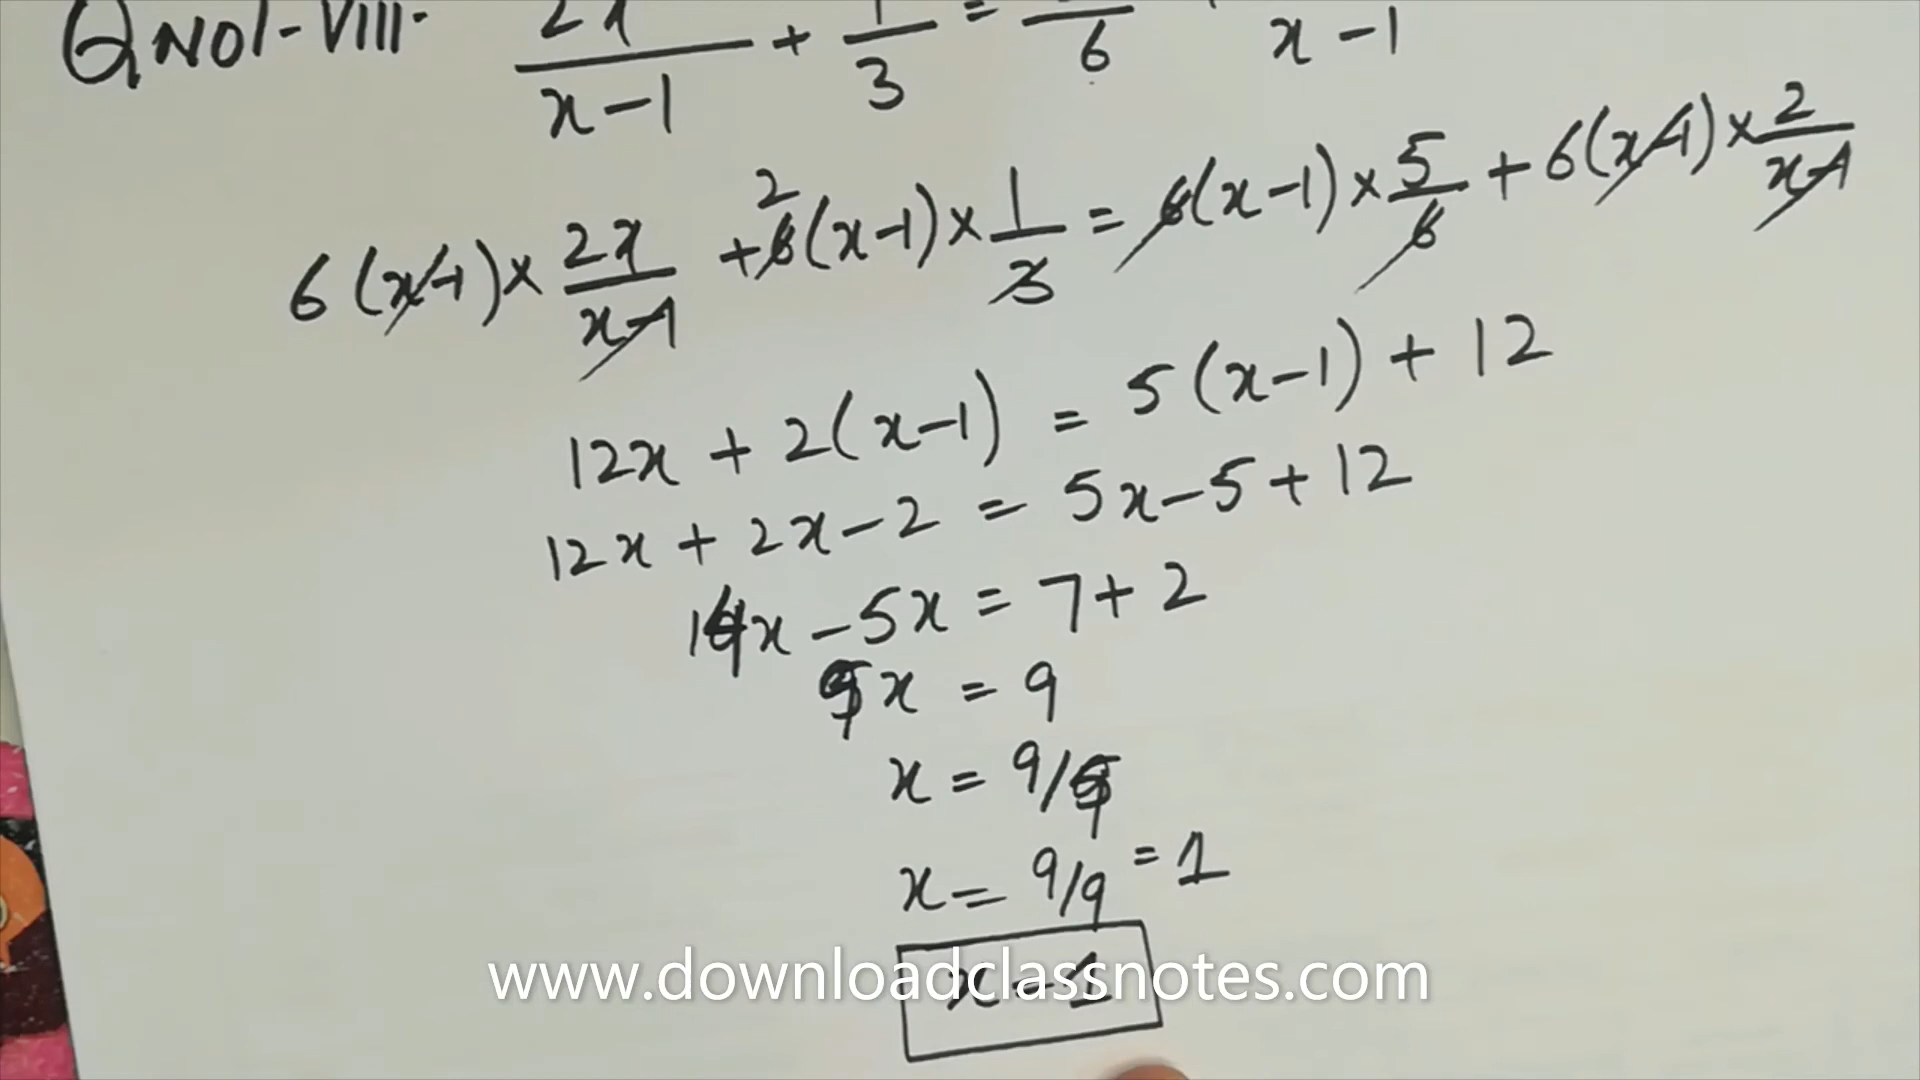 QNo1-VIII. 2x/x-1 + 1/3 = /6 x-1
6(x-1)×2x/x-1 + 2 6(x-1)×1/3 = 6(x-1)×5/6 + 6(x-1)×2/x-1
12x + 2(x-1) = 5(x-1) + 12
12x + 2x-2 = 5x-5+12
14x -5x = 7+2
9x = 9
x = 9/9
x = 9/9 = 1
x = 1
www.downloadclassnotes.com